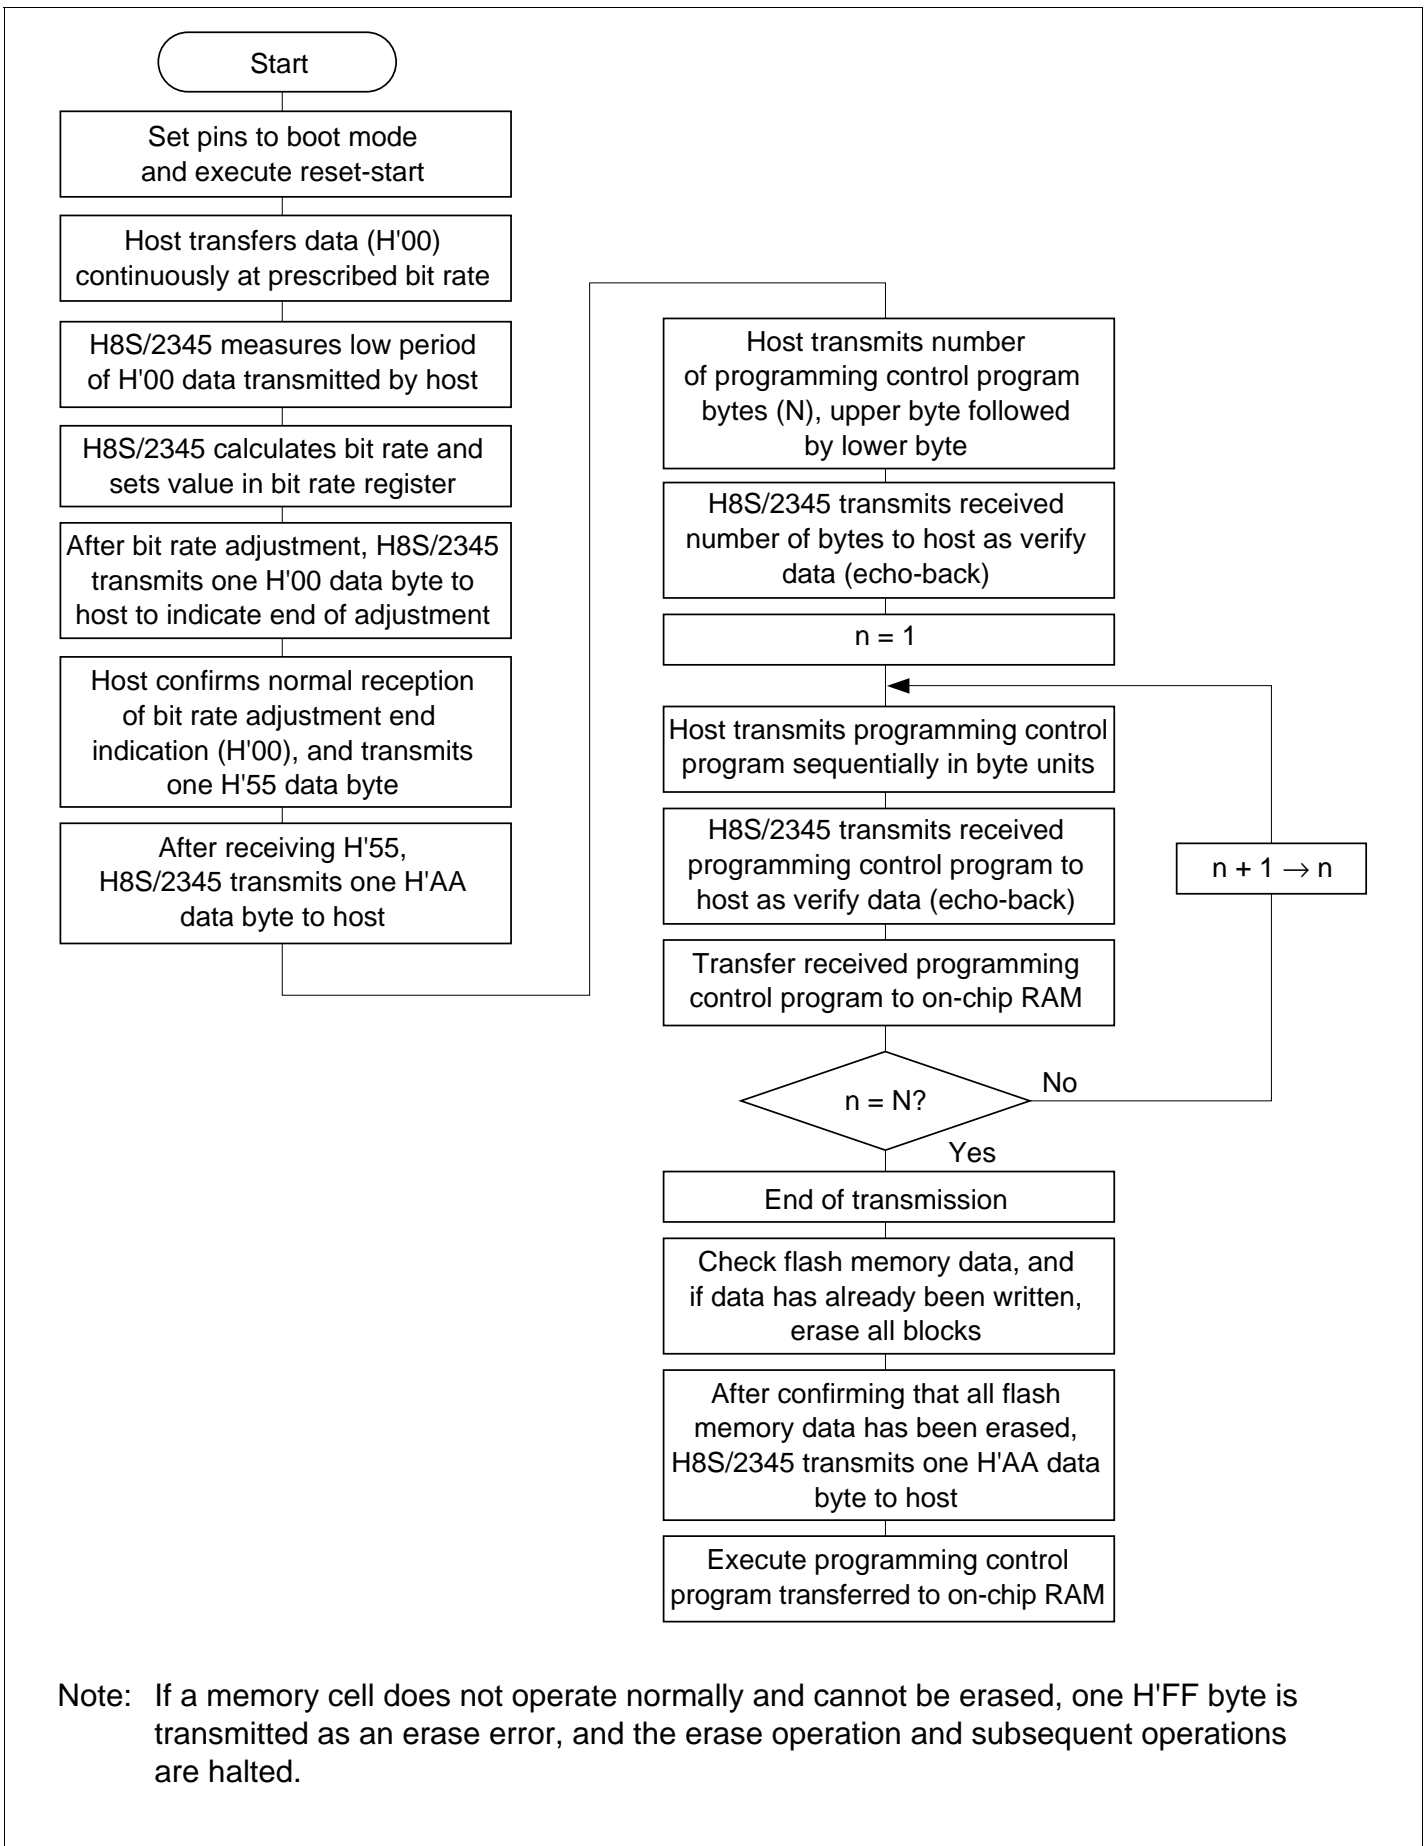 Start
Set pins to boot mode
and execute reset-start
Host transfers data (H'00)
continuously at prescribed bit rate
H8S/2345 measures low period
of H'00 data transmitted by host
H8S/2345 calculates bit rate and
sets value in bit rate register
After bit rate adjustment, H8S/2345
transmits one H'00 data byte to
host to indicate end of adjustment
Host confirms normal reception
of bit rate adjustment end
indication (H'00), and transmits
one H'55 data byte
After receiving H'55,
H8S/2345 transmits one H'AA
data byte to host
Host transmits number
of programming control program
bytes (N), upper byte followed
by lower byte
H8S/2345 transmits received
number of bytes to host as verify
data (echo-back)
n = 1
Host transmits programming control
program sequentially in byte units
H8S/2345 transmits received
programming control program to
host as verify data (echo-back)
n + 1 → n
Transfer received programming
control program to on-chip RAM
n = N?
No
Yes
End of transmission
Check flash memory data, and
if data has already been written,
erase all blocks
After confirming that all flash
memory data has been erased,
H8S/2345 transmits one H'AA data
byte to host
Execute programming control
program transferred to on-chip RAM
Note: If a memory cell does not operate normally and cannot be erased, one H'FF byte is
transmitted as an erase error, and the erase operation and subsequent operations
are halted.